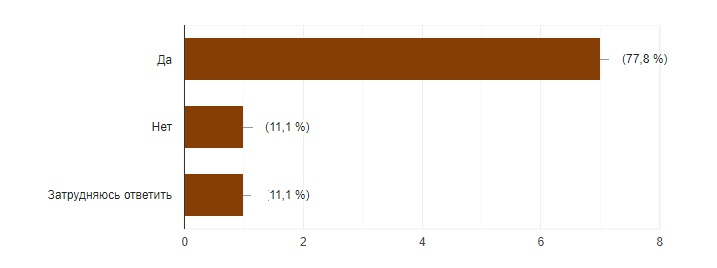 Да (77,8 %)
Нет (11,1 %)
Затрудняюсь ответить 11,1 %)
0 2 4 6 8